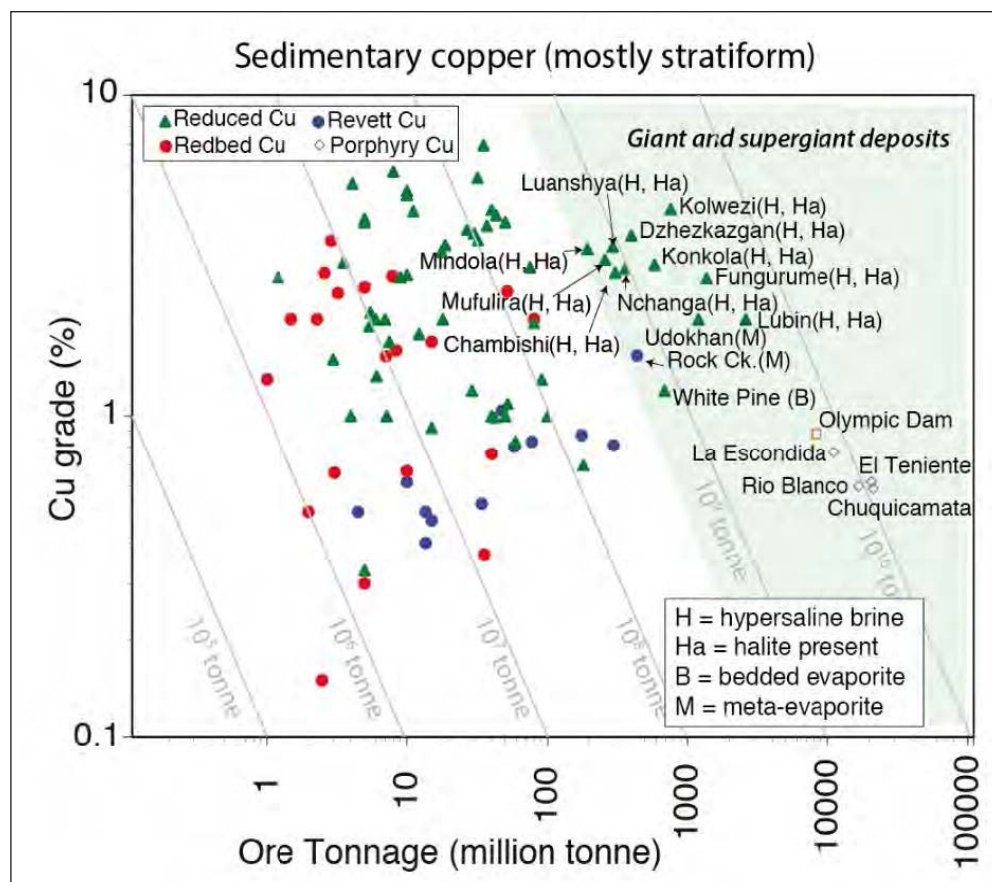 Sedimentary copper (mostly stratiform)
10
Reduced Cu Revett Cu
Redbed Cu Porphyry Cu
Giant and supergiant deposits
Luanshya(H, Ha)
Kolwezi(H, Ha)
Dzhezkazgan(H, Ha)
Mindola(H, Ha)
Konkola(H, Ha)
Fungurume(H, Ha)
Mufulira(H, Ha)
Nchanga(H, Ha)
Chambishi(H, Ha)
Lubin(H, Ha)
Udokhan(M)
Rock Ck.(M)
White Pine (B)
Cu grade (%)
1
Olympic Dam
La Escondida
El Teniente
Rio Blanco
Chuquicamata
10⁵ tonne
10⁶ tonne
10⁷ tonne
10⁸ tonne
10⁹ tonne
10¹⁰ tonne
H = hypersaline brine
Ha = halite present
B = bedded evaporite
M = meta-evaporite
0.1
1 10 100 1000 10000 100000
Ore Tonnage (million tonne)